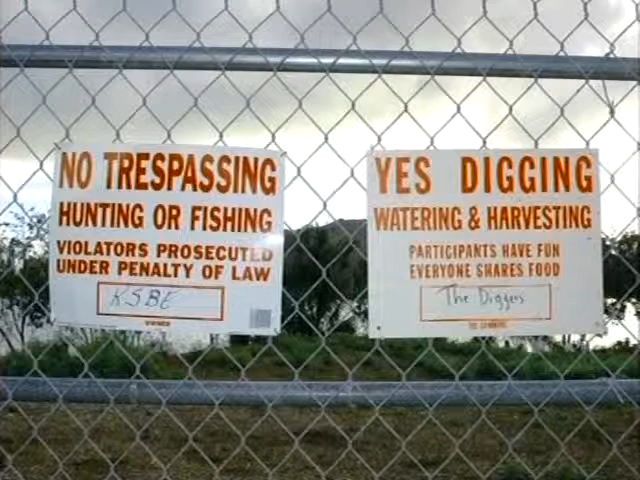 NO TRESPASSING
HUNTING OR FISHING
VIOLATORS PROSECUTED
UNDER PENALTY OF LAW
KSBE
OWNER
YES DIGGING
WATERING & HARVESTING
PARTICIPANTS HAVE FUN
EVERYONE SHARES FOOD
The Diggers